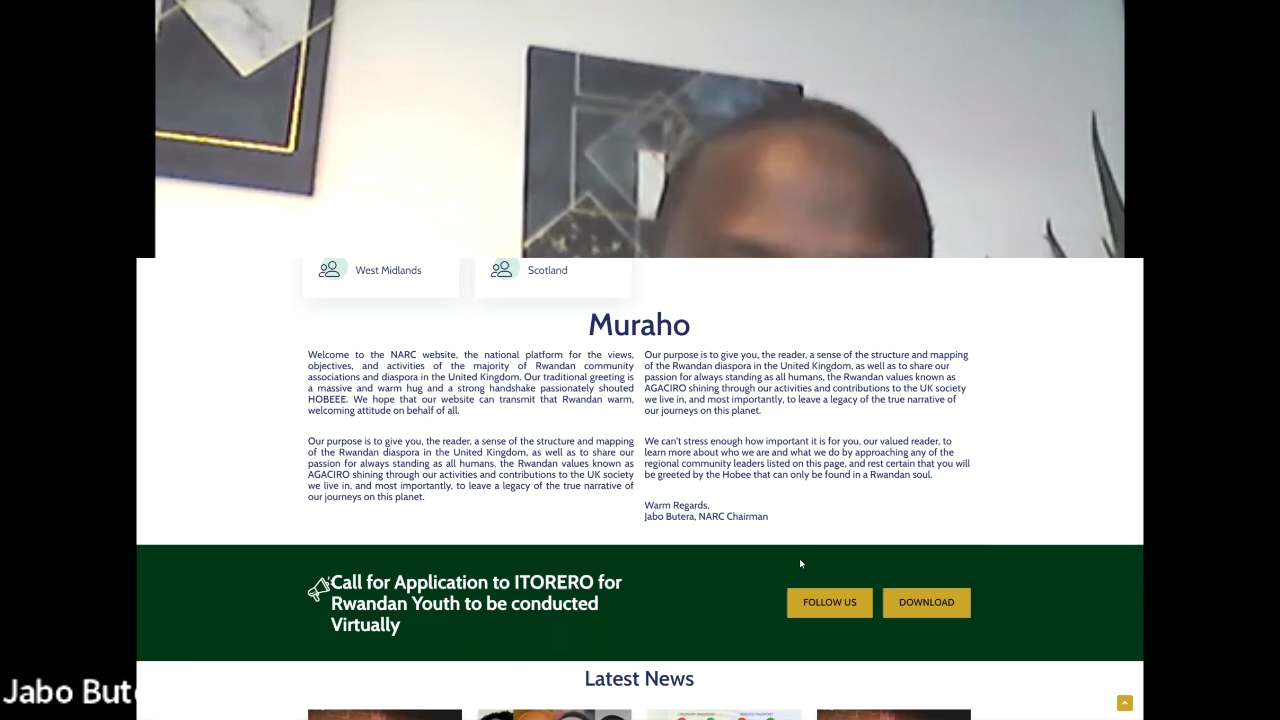 West Midlands
Scotland
Muraho
Welcome to the NARC website, the national platform for the views,
objectives, and activities of the majority of Rwandan community
associations and diaspora in the United Kingdom. Our traditional greeting is
a massive and warm hug and a strong handshake passionately shouted
HOBEEE. We hope that our website can transmit that Rwandan warm,
welcoming attitude on behalf of all.
Our purpose is to give you, the reader, a sense of the structure and mapping
of the Rwandan diaspora in the United Kingdom, as well as to share our
passion for always standing as all humans, the Rwandan values known as
AGACIRO shining through our activities and contributions to the UK society
we live in, and most importantly, to leave a legacy of the true narrative of
our journeys on this planet.
Our purpose is to give you, the reader, a sense of the structure and mapping
of the Rwandan diaspora in the United Kingdom, as well as to share our
passion for always standing as all humans, the Rwandan values known as
AGACIRO shining through our activities and contributions to the UK society
we live in, and most importantly, to leave a legacy of the true narrative of
our journeys on this planet.
We can't stress enough how important it is for you, our valued reader, to
learn more about who we are and what we do by approaching any of the
regional community leaders listed on this page, and rest certain that you will
be greeted by the Hobee that can only be found in a Rwandan soul.
Warm Regards,
Jabo Butera, NARC Chairman
Call for Application to ITORERO for
Rwandan Youth to be conducted
Virtually
FOLLOW US
DOWNLOAD
Latest News
Jabo But